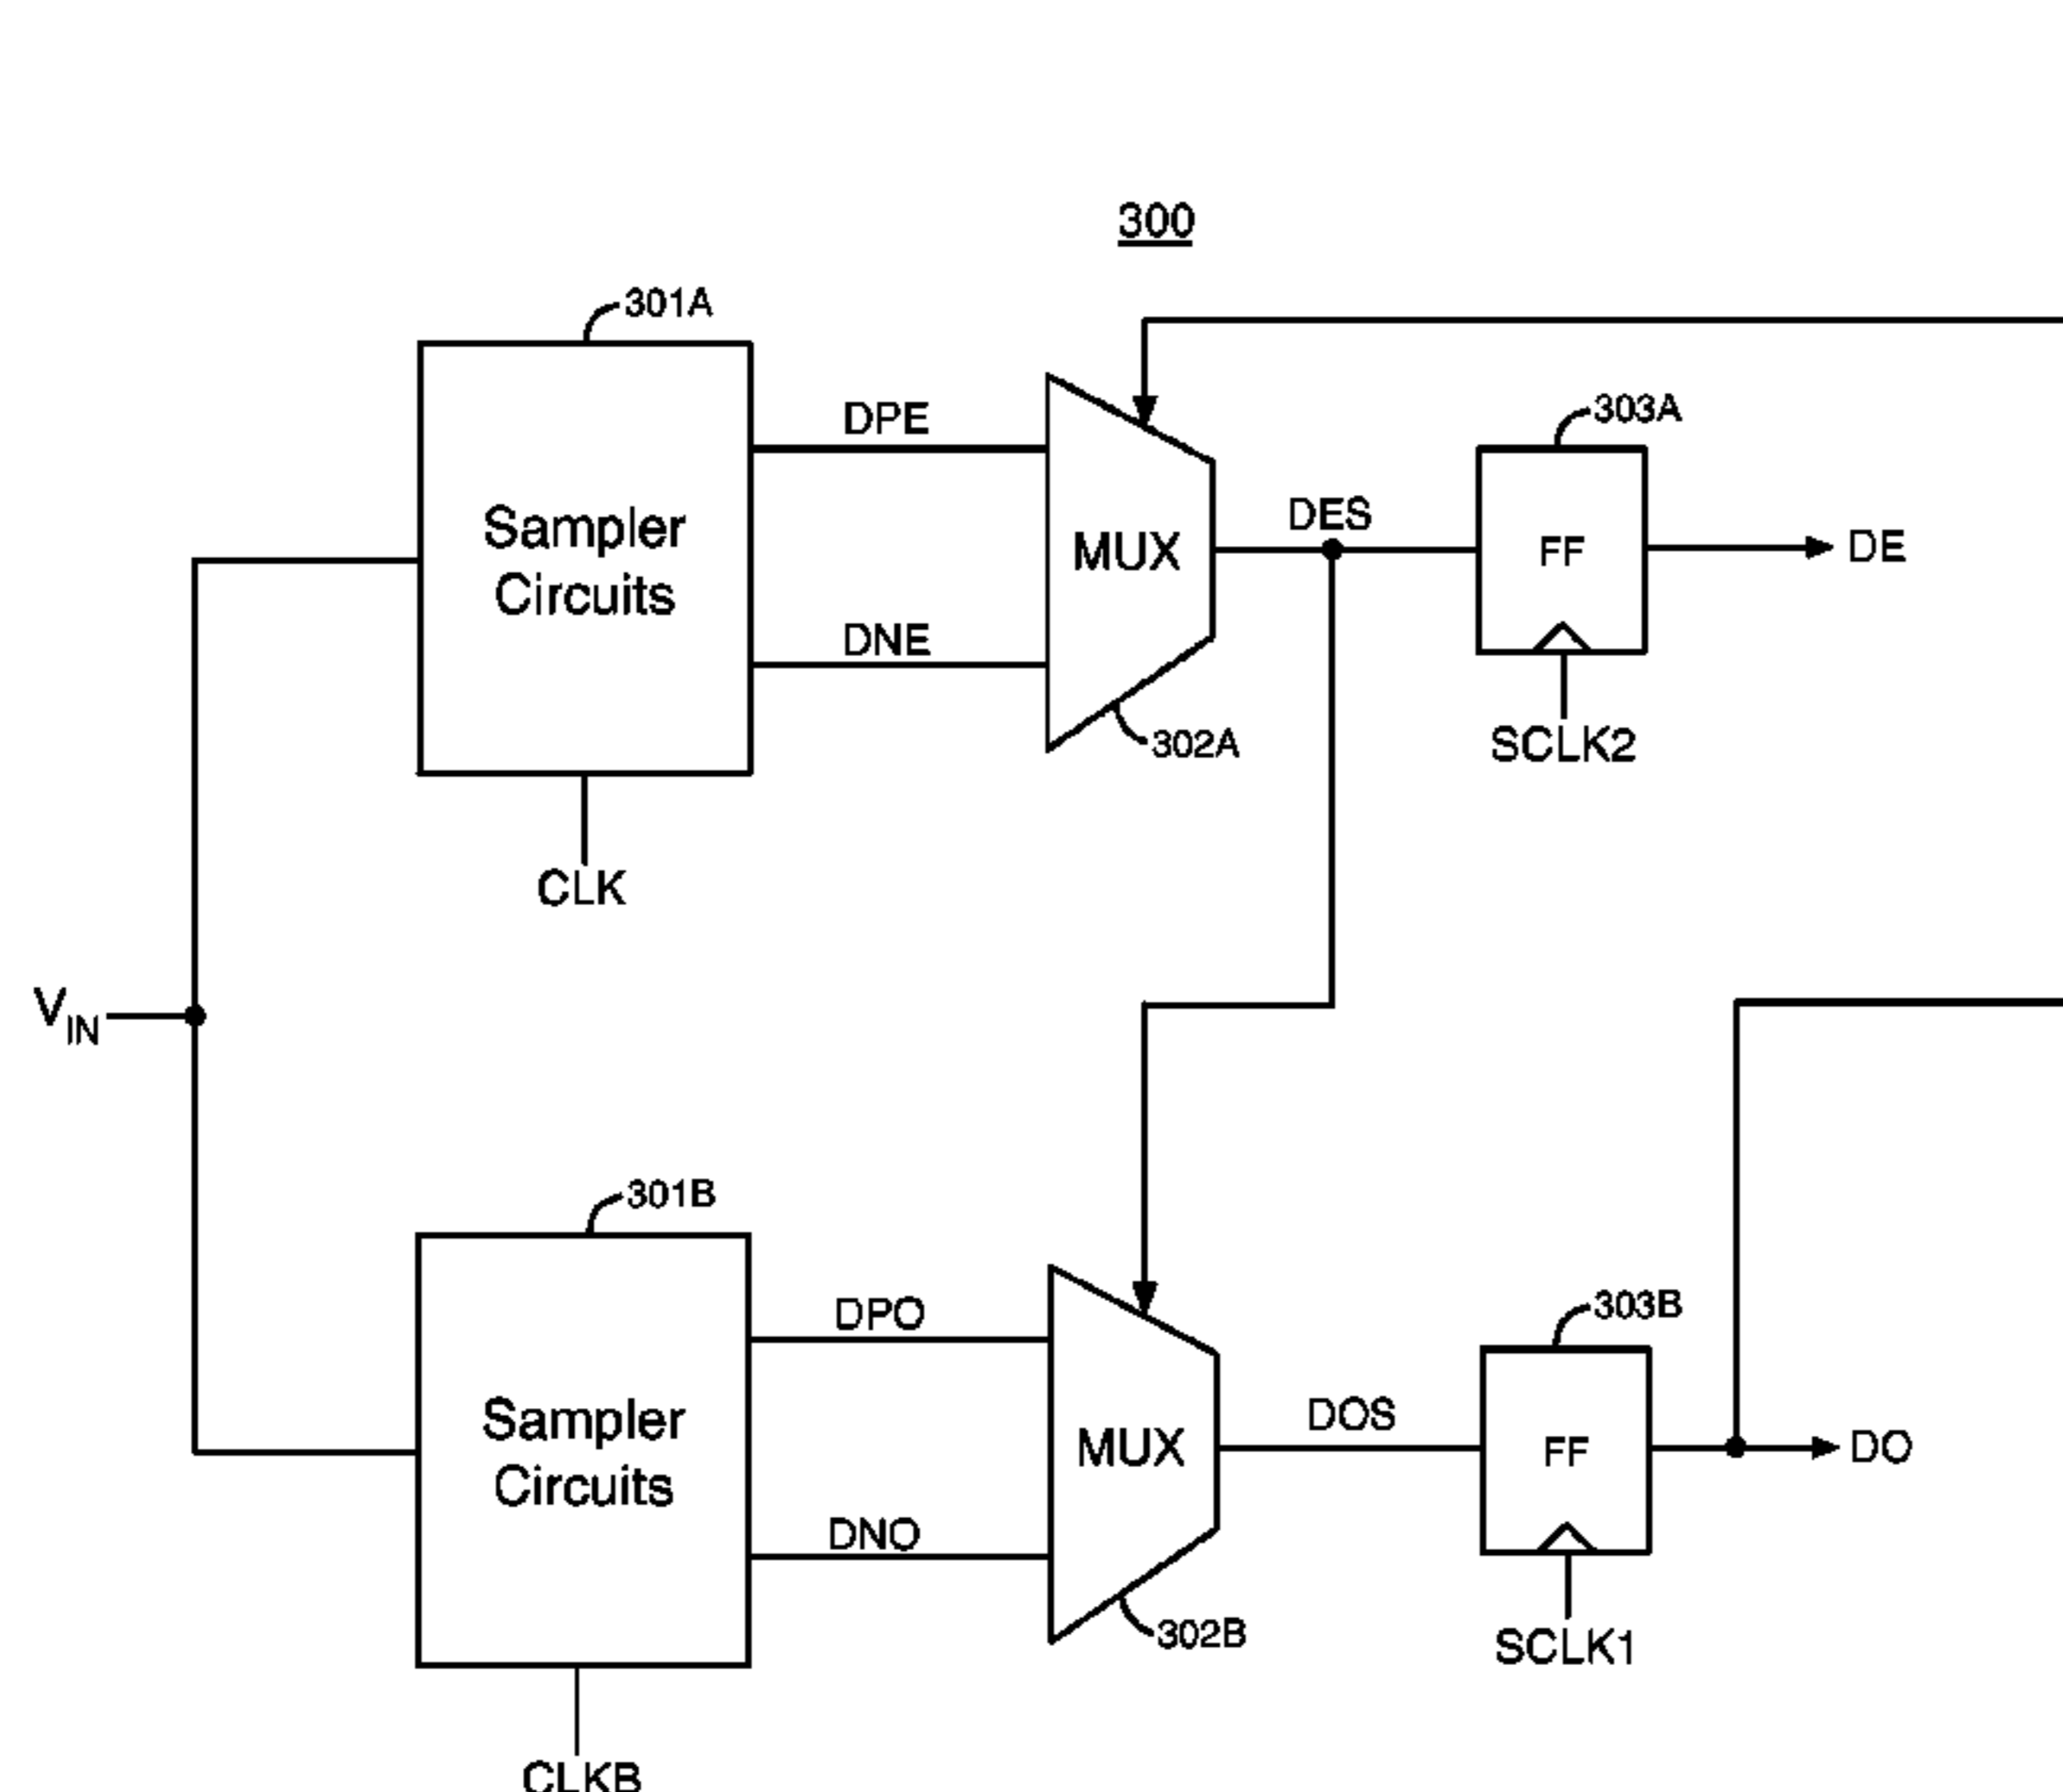 300
301A
DPE
303A
DES
Sampler
Circuits
MUX
FF
DE
DNE
302A
SCLK2
CLK
VIN
301B
DPO
303B
DOS
Sampler
Circuits
MUX
FF
DO
DNO
302B
SCLK1
CLKB